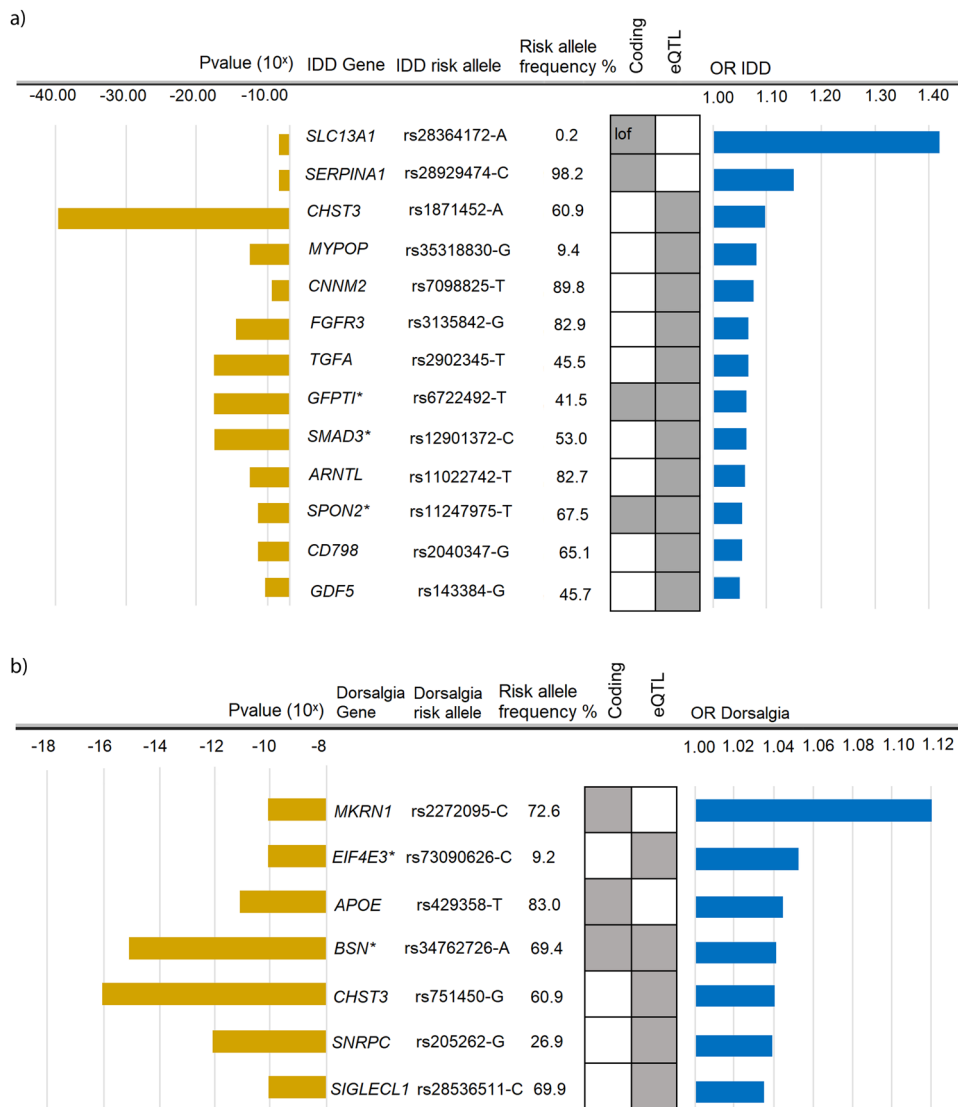 a)
Pvalue (10ˣ) IDD Gene IDD risk allele Risk allele frequency % Coding eQTL OR IDD
-40.00 -30.00 -20.00 -10.00 1.00 1.10 1.20 1.30 1.40
SLC13A1 rs28364172-A 0.2 lof
SERPINA1 rs28929474-C 98.2
CHST3 rs1871452-A 60.9
MYPOP rs35318830-G 9.4
CNNM2 rs7098825-T 89.8
FGFR3 rs3135842-G 82.9
TGFA rs2902345-T 45.5
GFPTI* rs6722492-T 41.5
SMAD3* rs12901372-C 53.0
ARNTL rs11022742-T 82.7
SPON2* rs11247975-T 67.5
CD798 rs2040347-G 65.1
GDF5 rs143384-G 45.7
b)
Pvalue (10ˣ) Dorsalgia Gene Dorsalgia risk allele Risk allele frequency % Coding eQTL OR Dorsalgia
-18 -16 -14 -12 -10 -8 1.00 1.02 1.04 1.06 1.08 1.10 1.12
MKRN1 rs2272095-C 72.6
EIF4E3* rs73090626-C 9.2
APOE rs429358-T 83.0
BSN* rs34762726-A 69.4
CHST3 rs751450-G 60.9
SNRPC rs205262-G 26.9
SIGLECL1 rs28536511-C 69.9